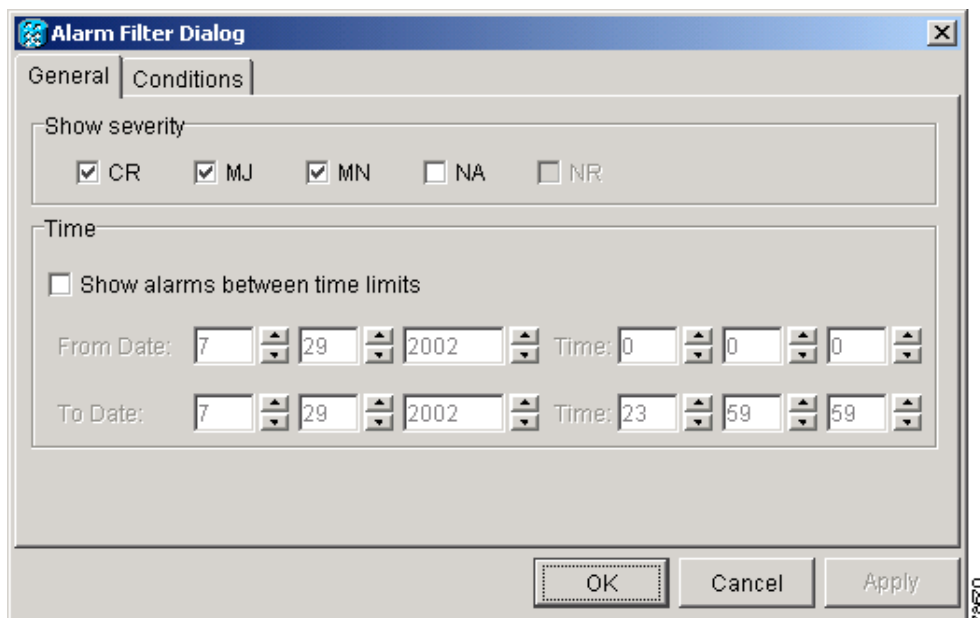 Alarm Filter Dialog
General Conditions
Show severity
CR MJ MN NA NR
Time
Show alarms between time limits
From Date: 7 29 2002 Time: 0 0 0
To Date: 7 29 2002 Time: 23 59 59
OK Cancel Apply